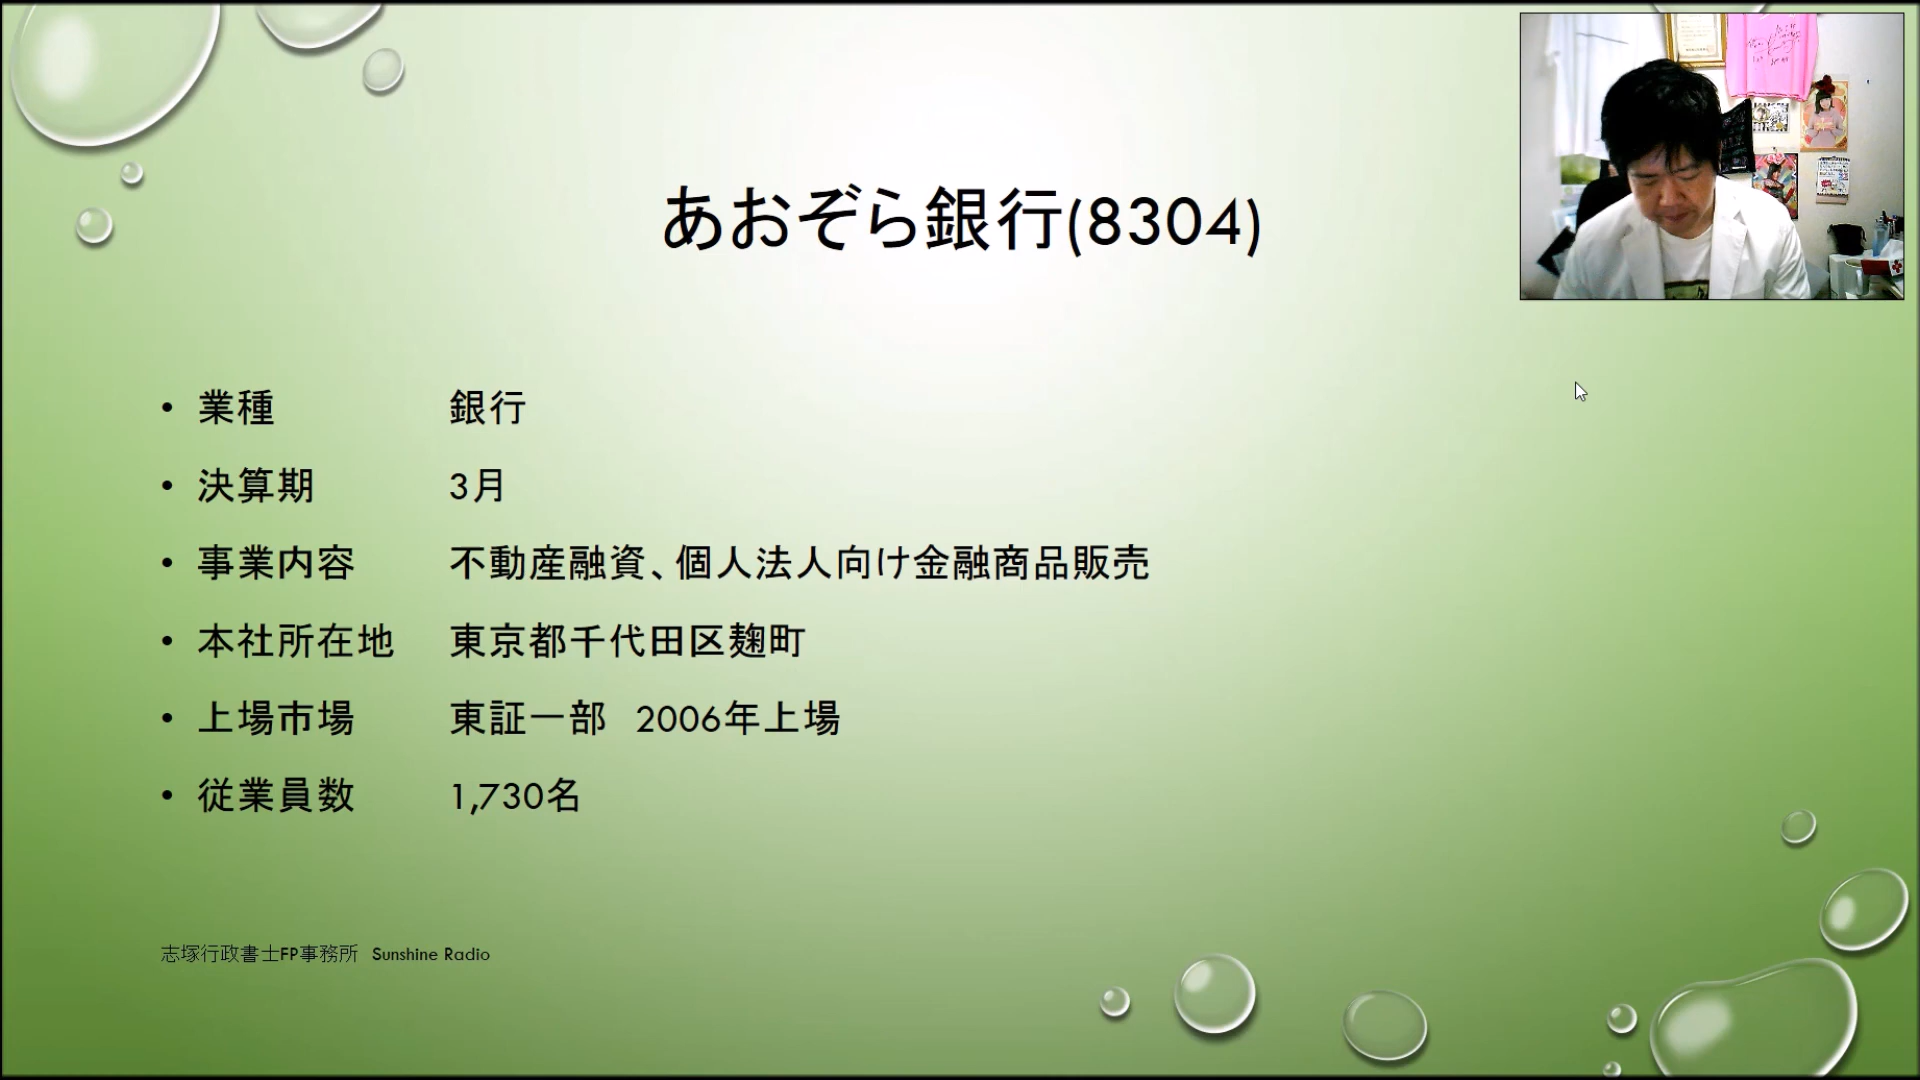 あおぞら銀行(8304)
• 業種 銀行
• 決算期 3月
• 事業内容 不動産融資、個人法人向け金融商品販売
• 本社所在地 東京都千代田区麹町
• 上場市場 東証一部 2006年上場
• 従業員数 1,730名
志塚行政書士FP事務所 Sunshine Radio